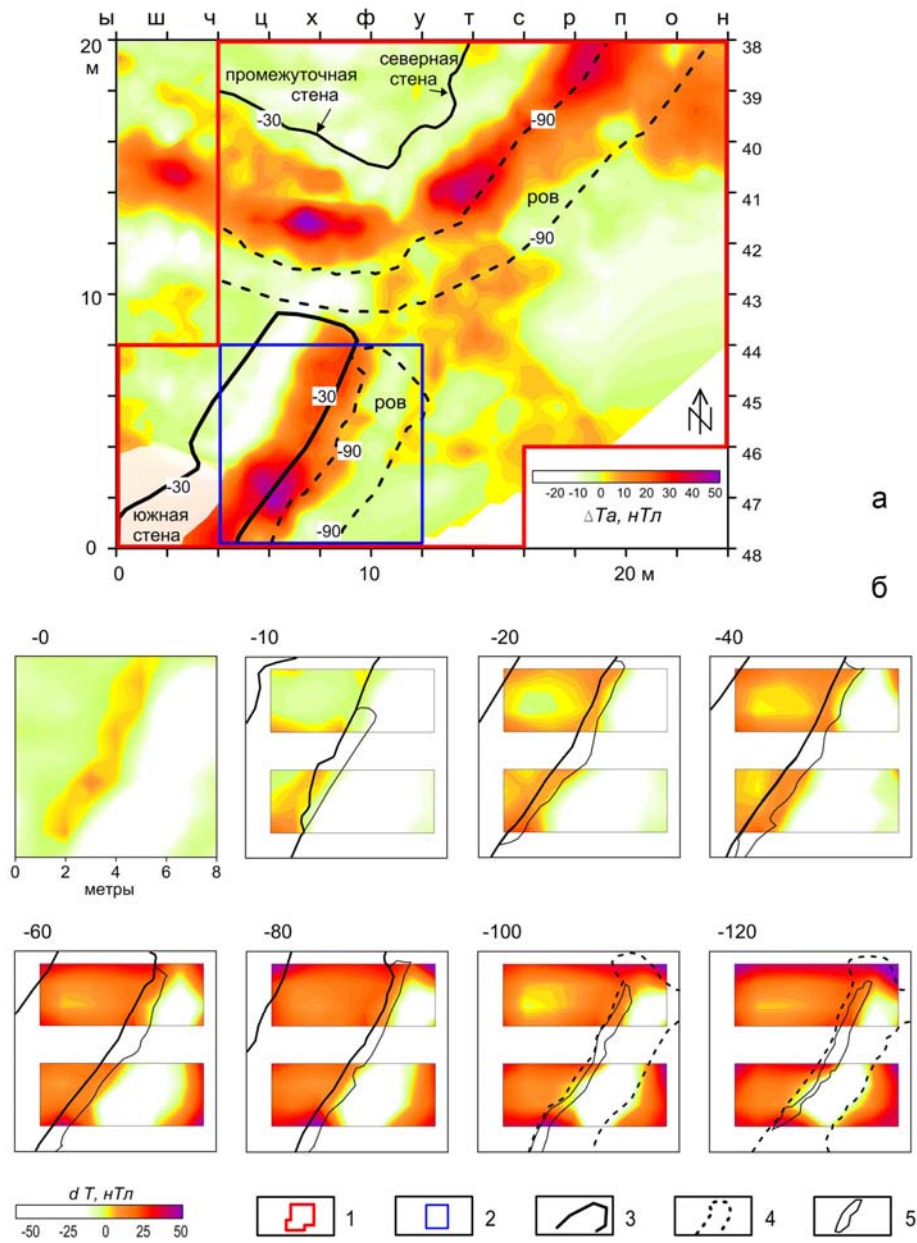 ы ш ч ц х ф у т с р п о н
20 38
м
северная
стена
промежуточная
стена
39
-30
-90
40
ров
41
-90
42
10 43
44
-30
45
ров
-90
46
-30
-20 -10 0 10 20 30 40 50
47
южная
стена
-90
ΔTa, нТл
а
0 48
0 10 20 м
б
-0 -10 -20 -40
0 2 4 6 8
метры
-60 -80 -100 -120
d T, нТл
-50 -25 0 25 50
1 2 3 4 5